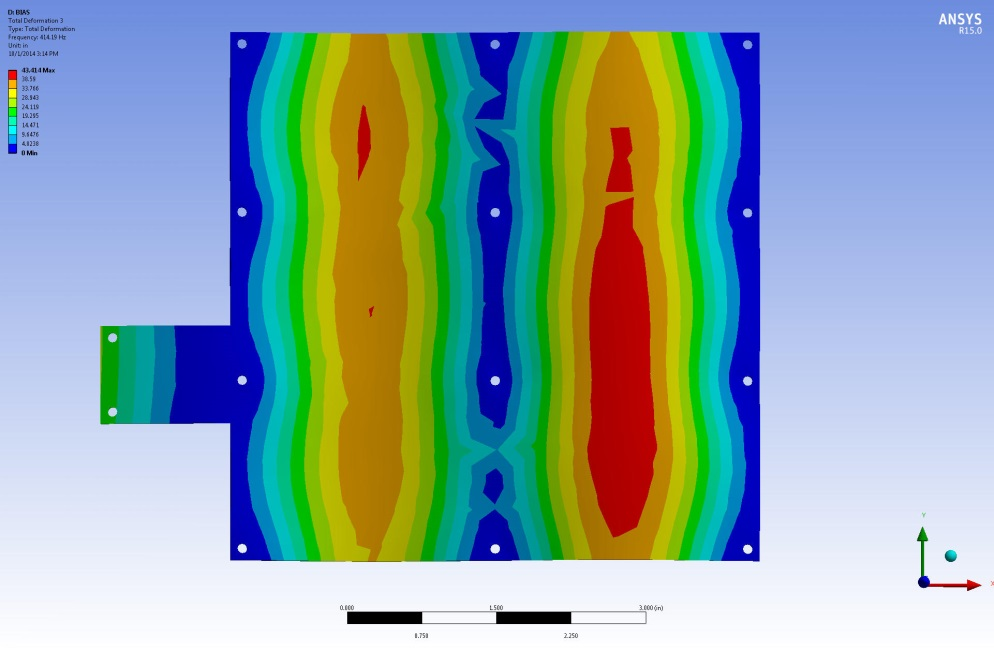 D: BIAS
Total Deformation 3
Type: Total Deformation
Frequency: 414.19 Hz
Unit: in
10/1/2014 3:14 PM
43.414 Max
38.59
33.766
28.943
24.119
19.295
14.471
9.6476
4.8238
0 Min
ANSYS
R15.0
Y
X
0.000 1.500 3.000 (in)
0.750 2.250